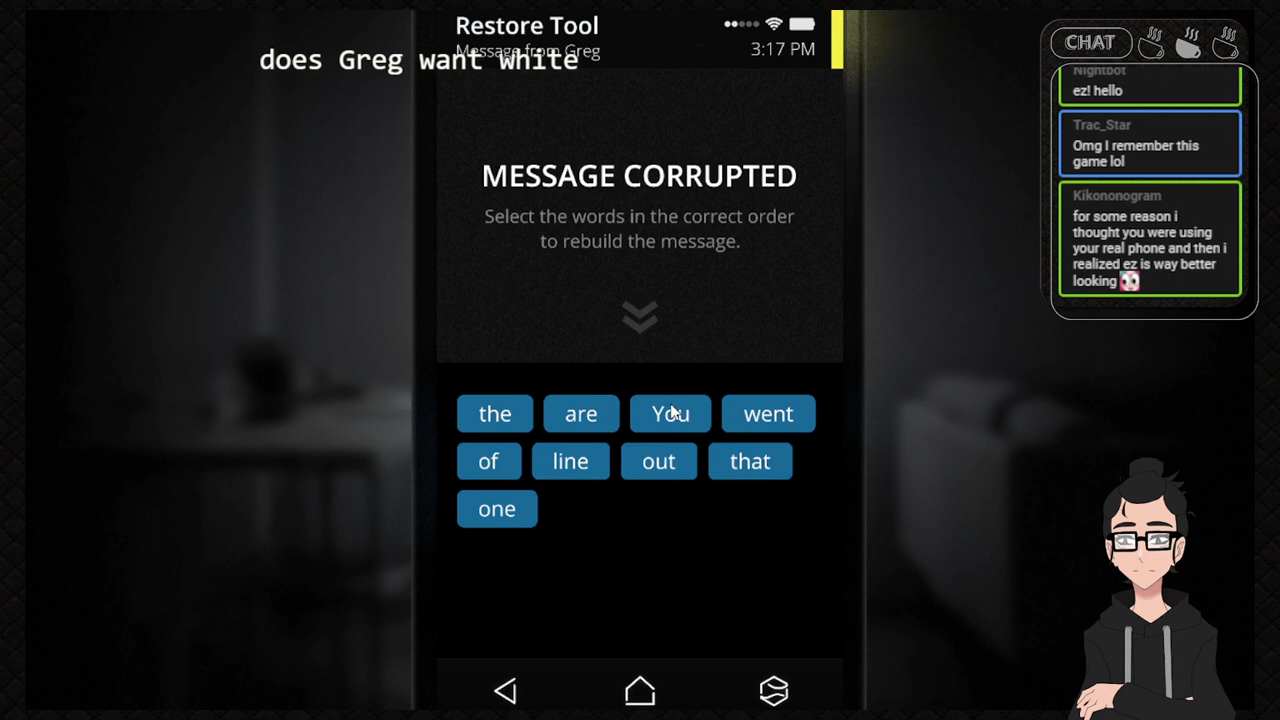 Restore Tool
Message from Greg
3:17 PM
does Greg want white
MESSAGE CORRUPTED
Select the words in the correct order
to rebuild the message.
the are You went
of line out that
one
CHAT
Nightbot
ez! hello
Trac_Star
Omg I remember this
game lol
Kikononogram
for some reason i
thought you were using
your real phone and then i
realized ez is way better
looking